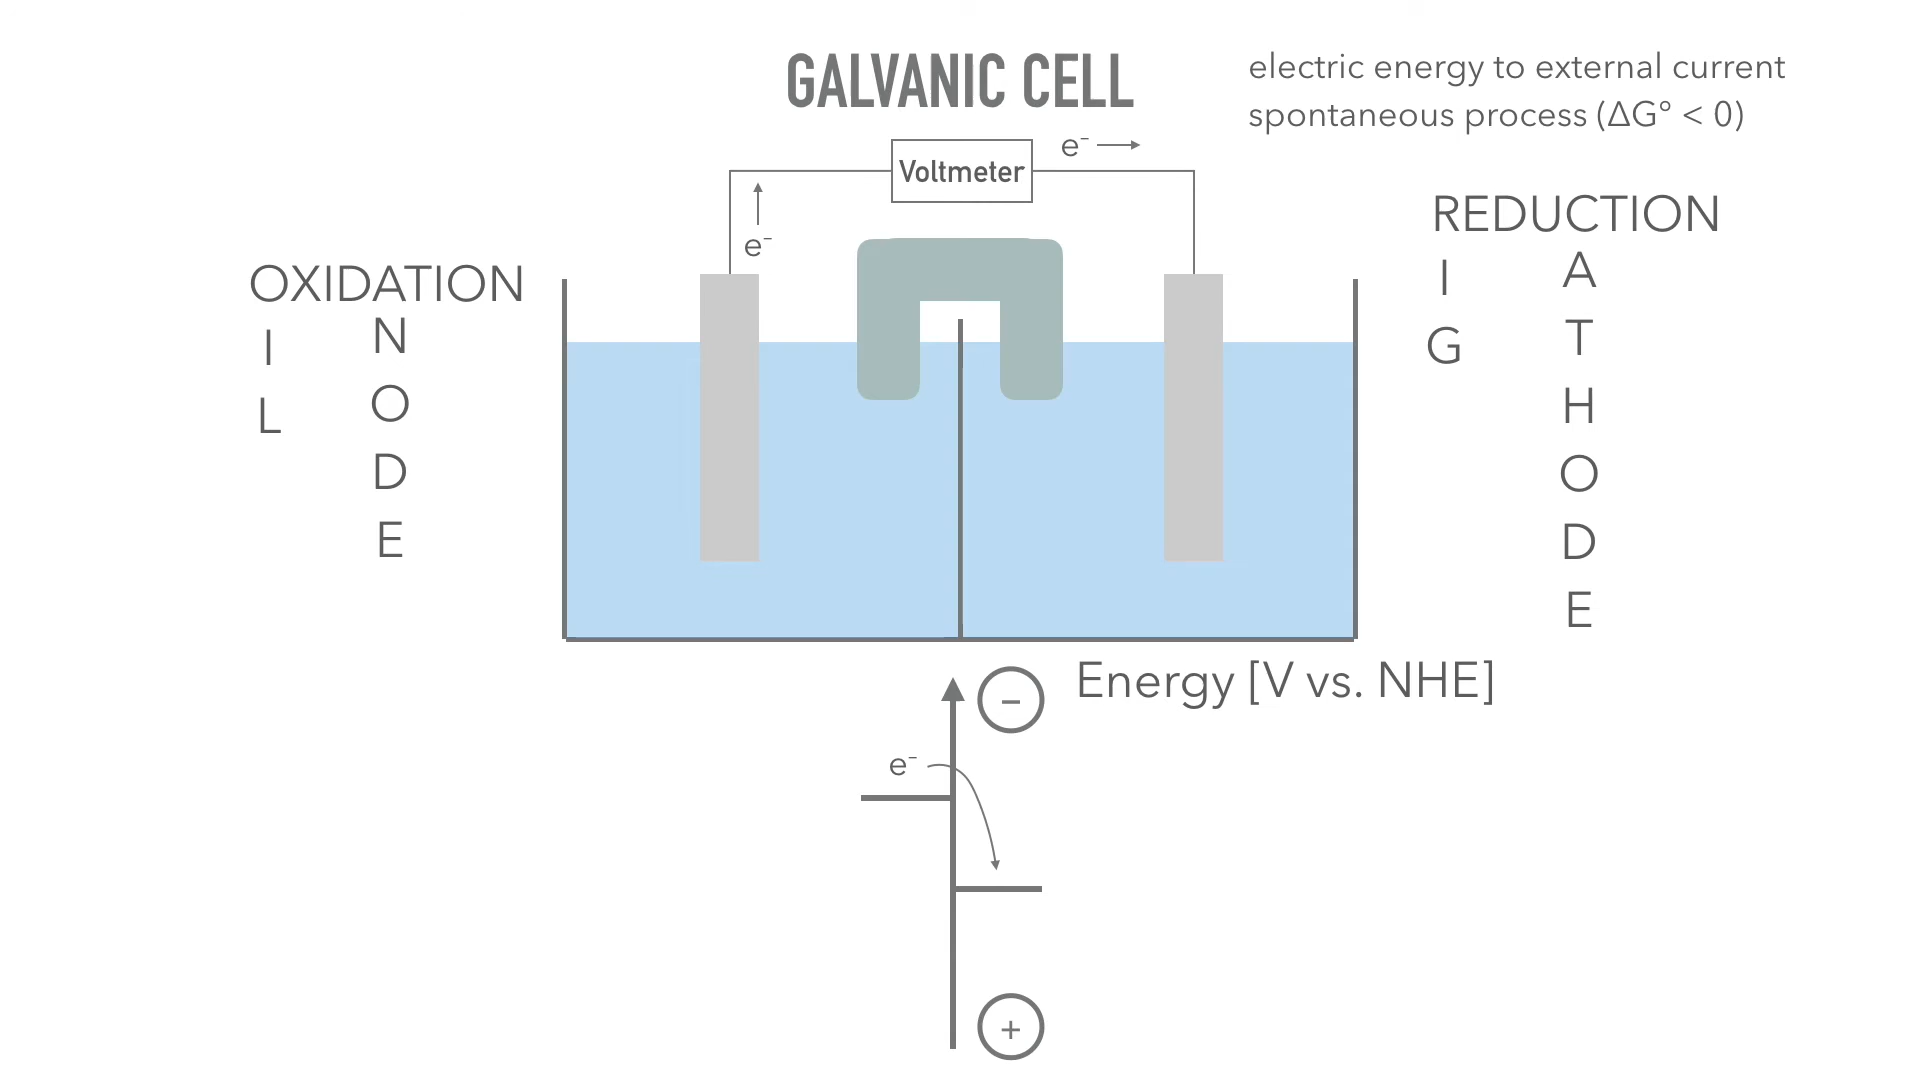 GALVANIC CELL
electric energy to external current
spontaneous process (ΔG° < 0)
e⁻
Voltmeter
e⁻
OXIDATION
I
L
N
O
D
E
REDUCTION
I
G
A
T
H
O
D
E
Energy [V vs. NHE]
−
e⁻
+